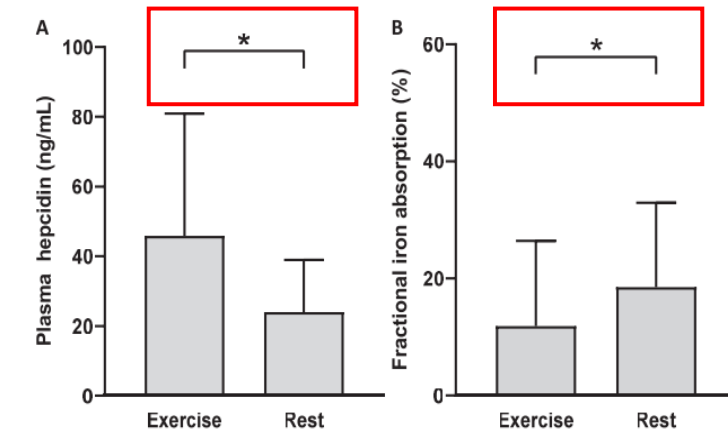 A
Plasma hepcidin (ng/mL)
100
80
60
40
20
0
*
Exercise Rest
B
Fractional iron absorption (%)
60
40
20
0
*
Exercise Rest